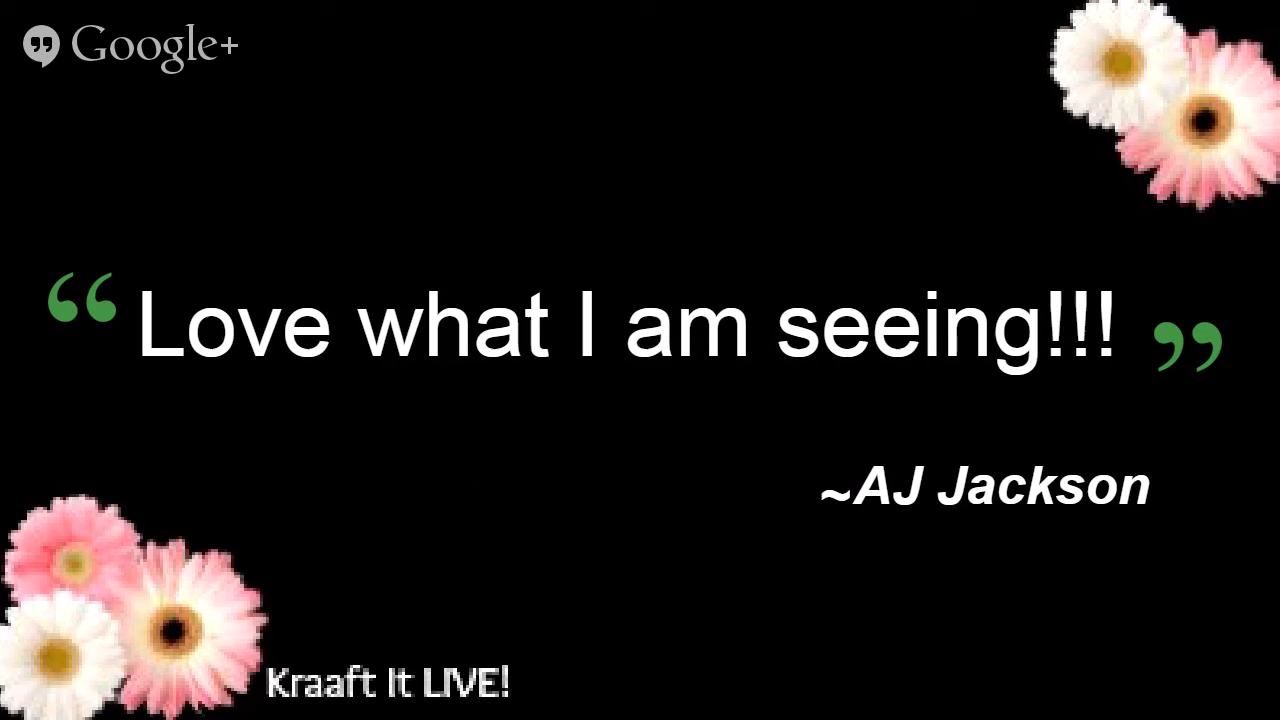 Google+
“Love what I am seeing!!!”
~AJ Jackson
Kraaft It LIVE!